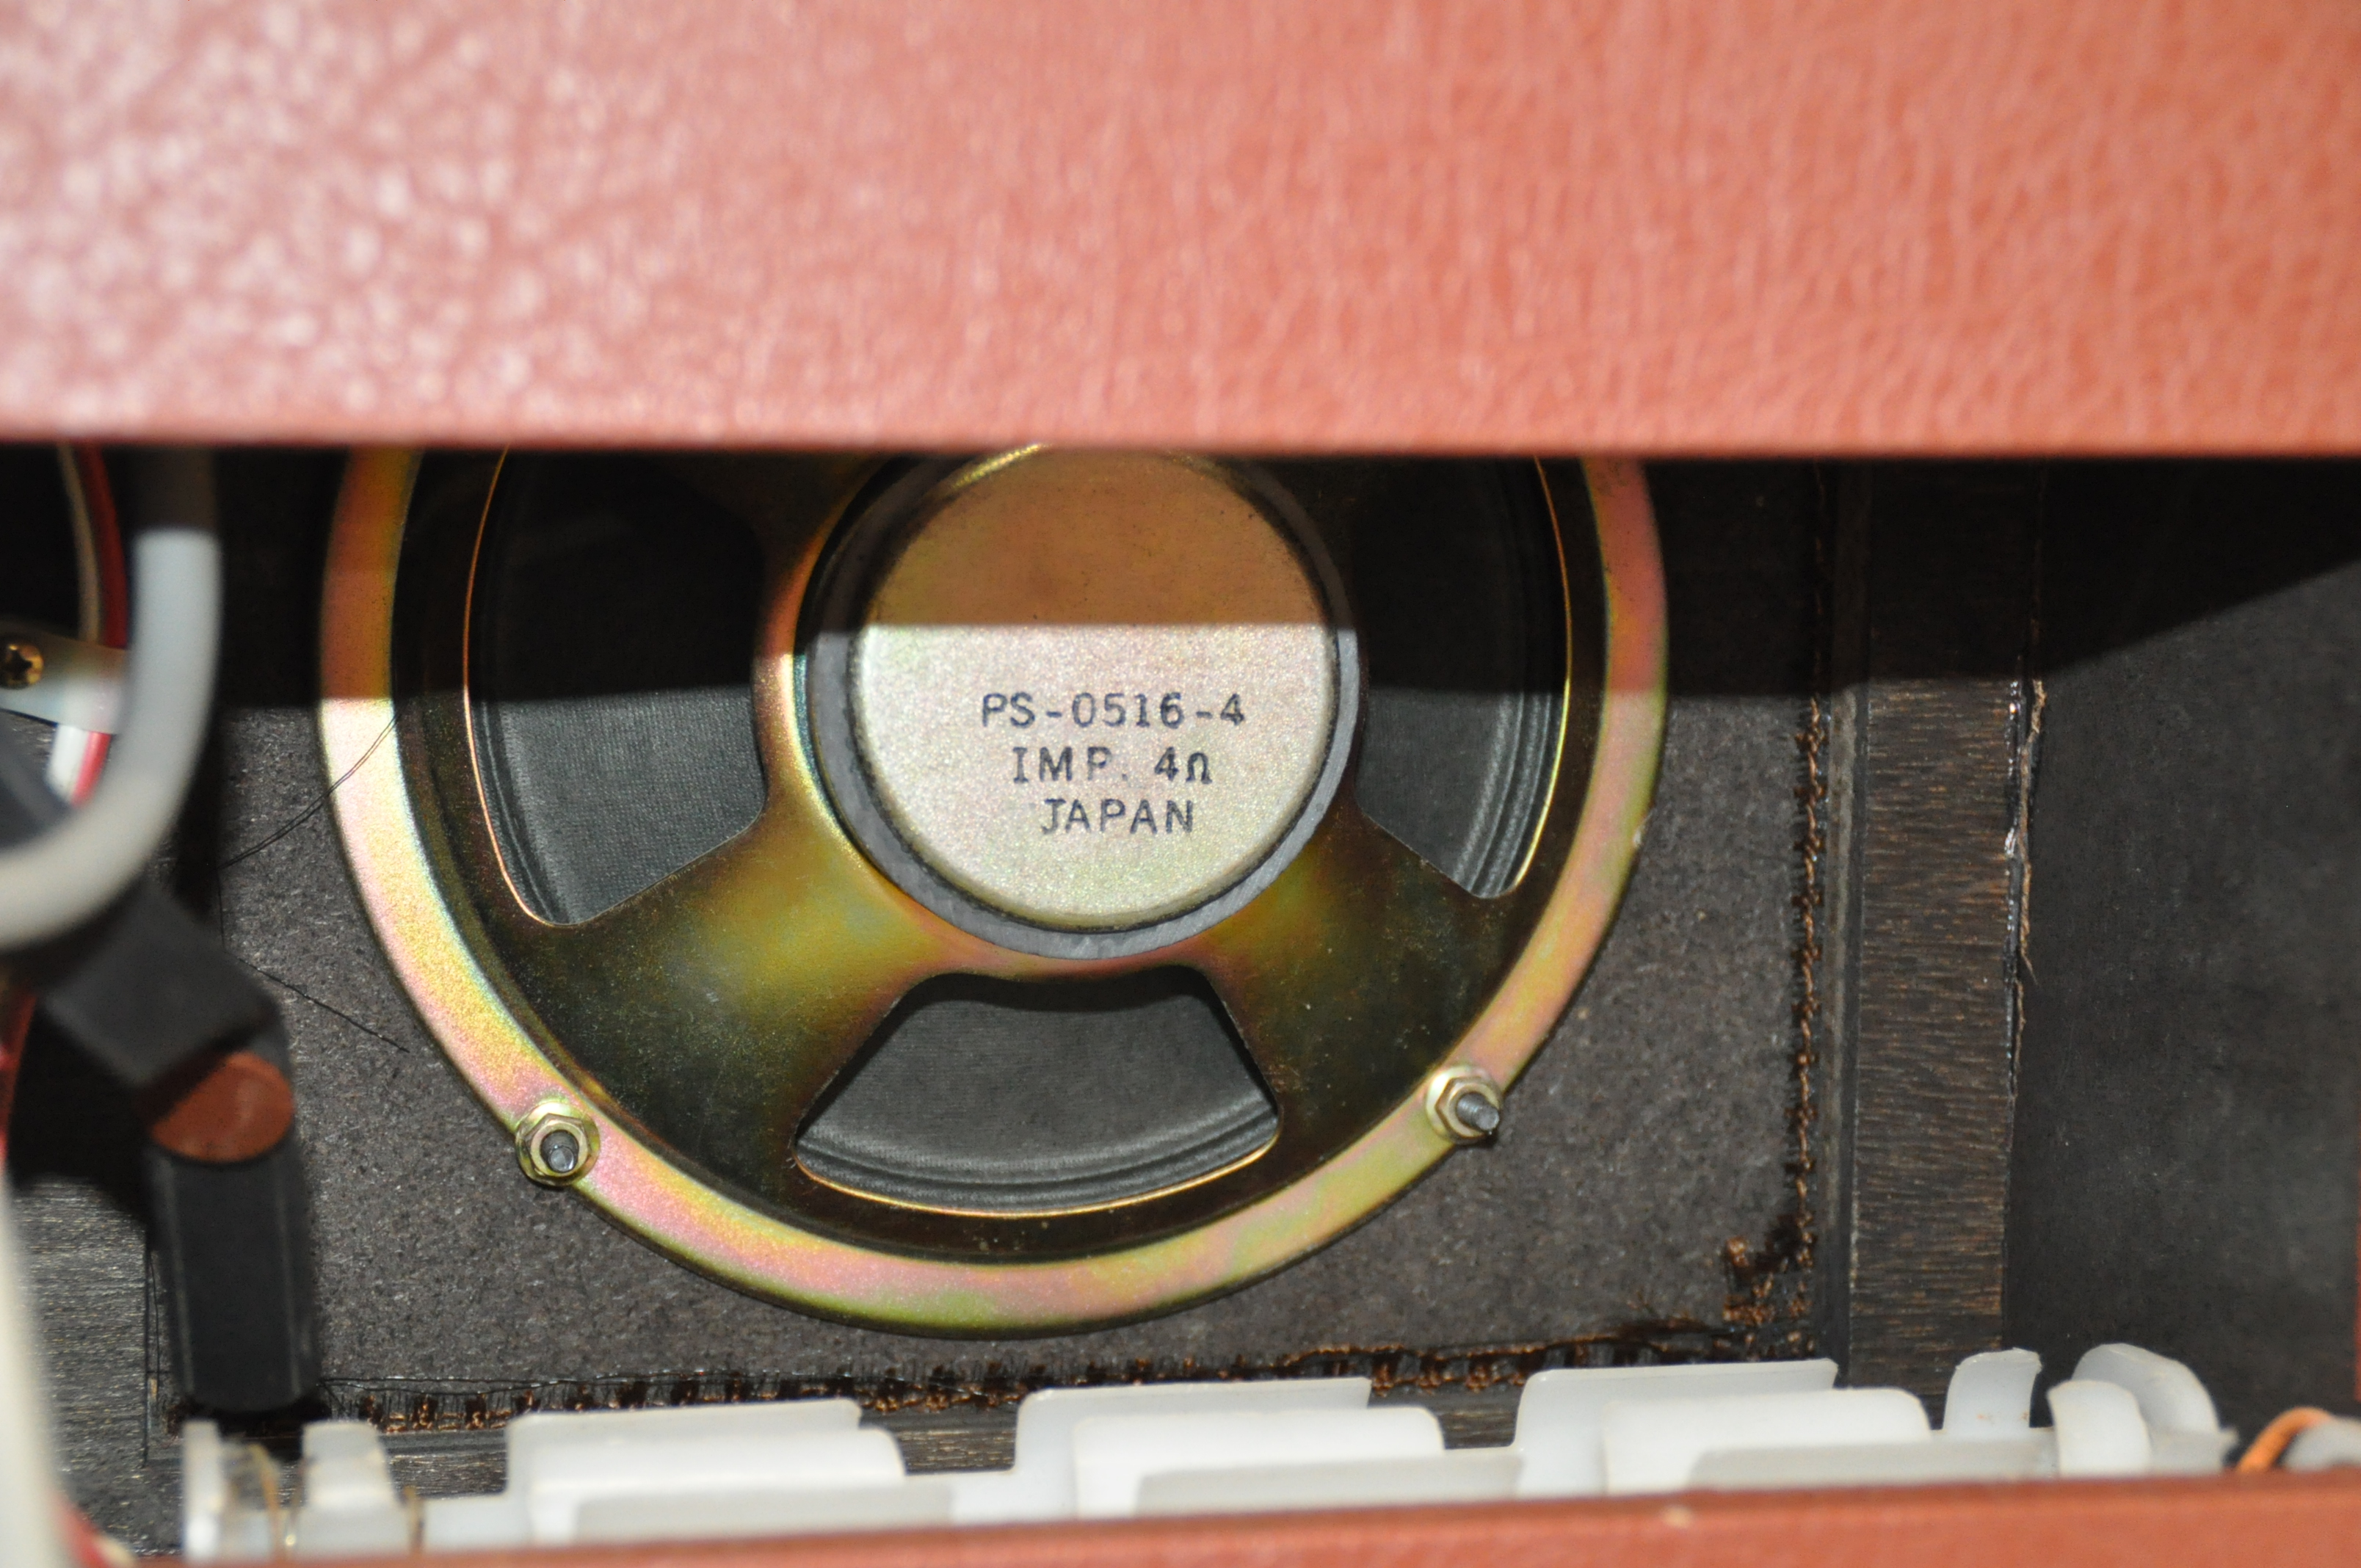 PS-0516-4
IMP. 4Ω
JAPAN